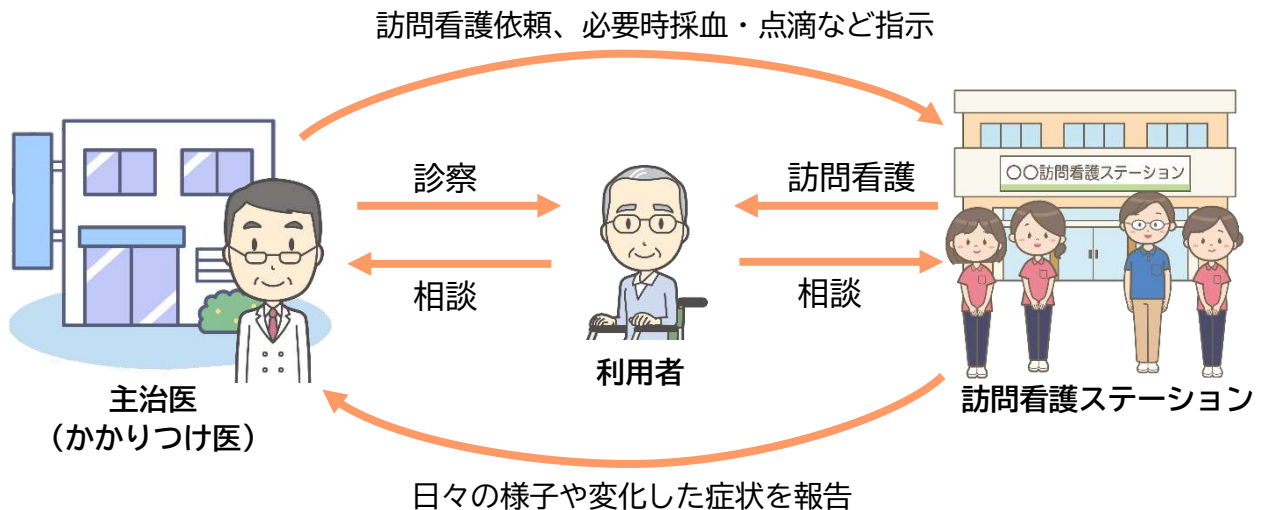 訪問看護依頼、必要時採血・点滴など指示
〇〇訪問看護ステーション
診察
訪問看護
相談
相談
利用者
主治医
（かかりつけ医）
訪問看護ステーション
日々の様子や変化した症状を報告